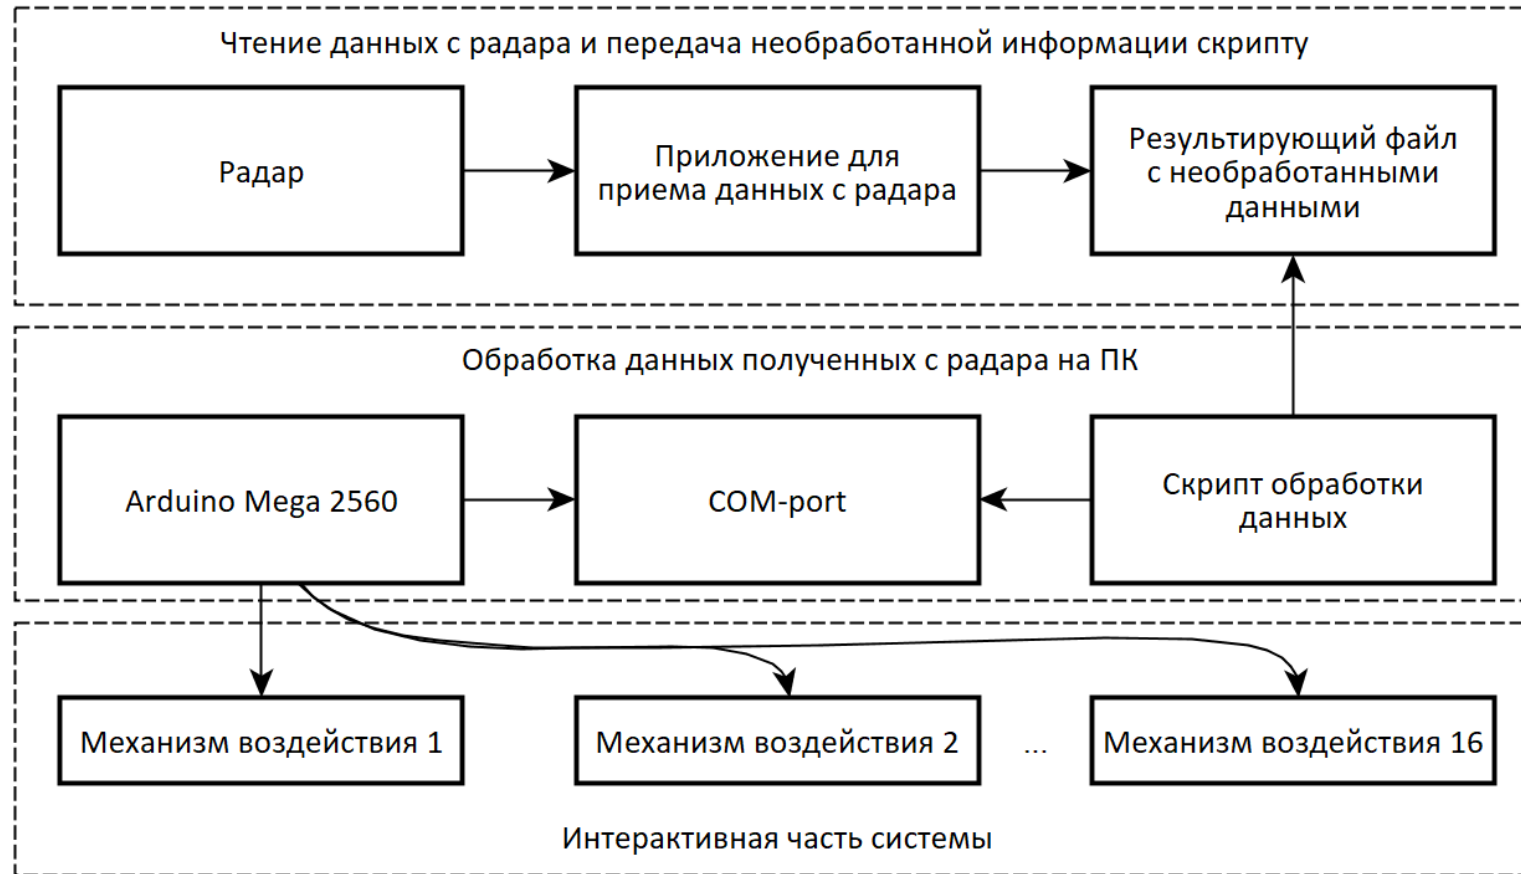 Чтение данных с радара и передача необработанной информации скрипту
Радар
Приложение для
приема данных с радара
Результирующий файл
с необработанными
данными
Обработка данных полученных с радара на ПК
Arduino Mega 2560
COM-port
Скрипт обработки
данных
Механизм воздействия 1
Механизм воздействия 2
...
Механизм воздействия 16
Интерактивная часть системы